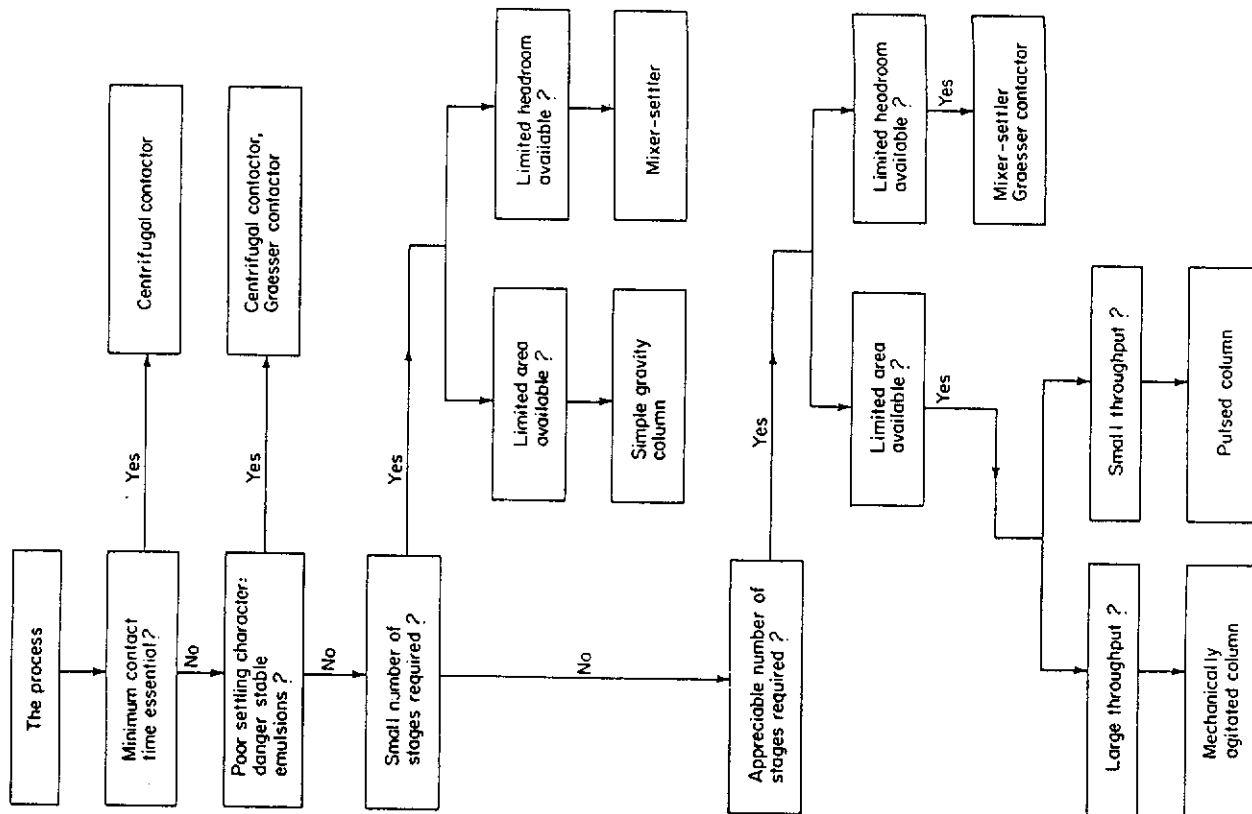 The process
Minimum contact
time essential?
Yes
Centrifugal contactor
No
Poor settling character:
danger stable
emulsions ?
Yes
Centrifugal contactor,
Graesser contactor
No
Small number of
stages required ?
Yes
Limited area
available ?
Simple gravity
column
Limited headroom
available ?
Mixer-settler
No
Appreciable number of
stages required ?
Yes
Limited area
available ?
Yes
Limited headroom
available ?
Yes
Mixer-settler
Graesser contactor
Large throughput ?
Mechanically
agitated column
Small throughput ?
Pulsed column